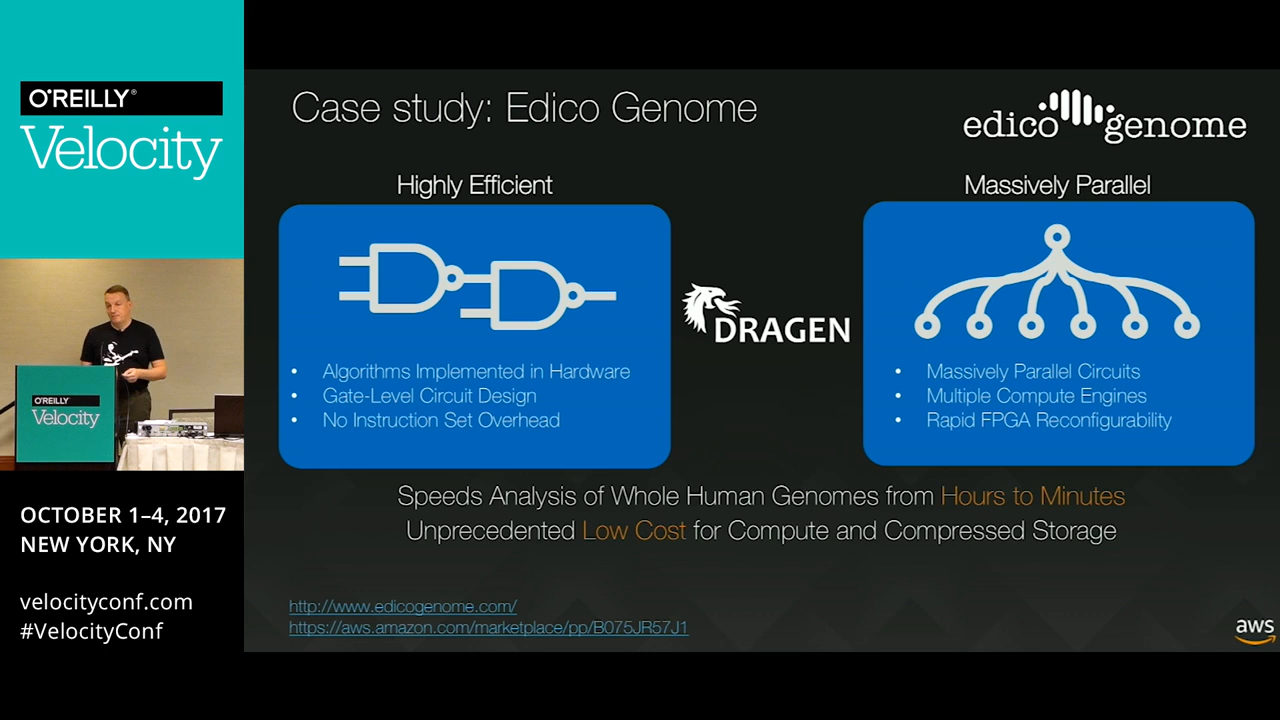 O'REILLY®
Velocity
O'REILLY
Velocity
OCTOBER 1–4, 2017
NEW YORK, NY
velocityconf.com
#VelocityConf
Case study: Edico Genome
edico genome
Highly Efficient
• Algorithms Implemented in Hardware
• Gate-Level Circuit Design
• No Instruction Set Overhead
DRAGEN
Massively Parallel
• Massively Parallel Circuits
• Multiple Compute Engines
• Rapid FPGA Reconfigurability
Speeds Analysis of Whole Human Genomes from Hours to Minutes
Unprecedented Low Cost for Compute and Compressed Storage
http://www.edicogenome.com/
https://aws.amazon.com/marketplace/pp/B075JR57J1
aws